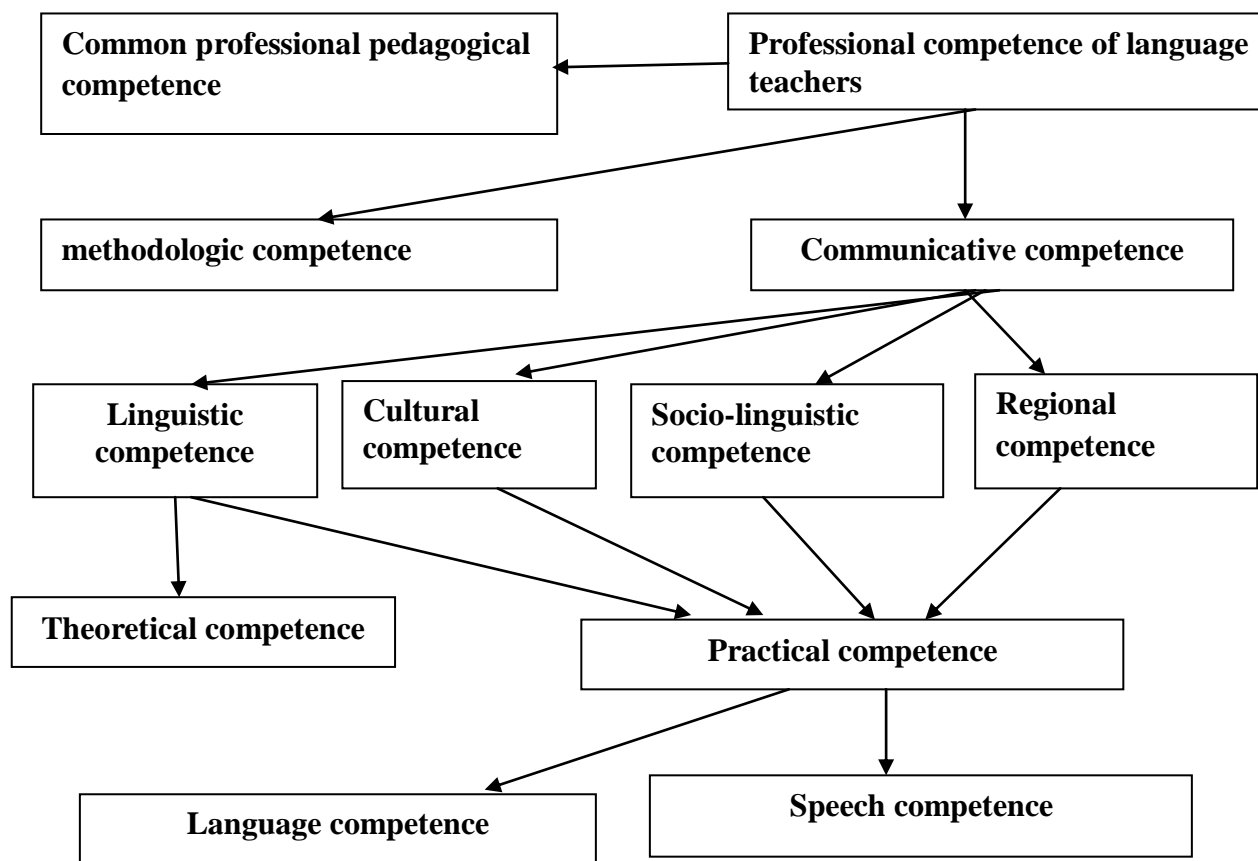 Common professional pedagogical
competence
Professional competence of language
teachers
methodologic competence
Communicative competence
Linguistic
competence
Cultural
competence
Socio-linguistic
competence
Regional
competence
Theoretical competence
Practical competence
Language competence
Speech competence